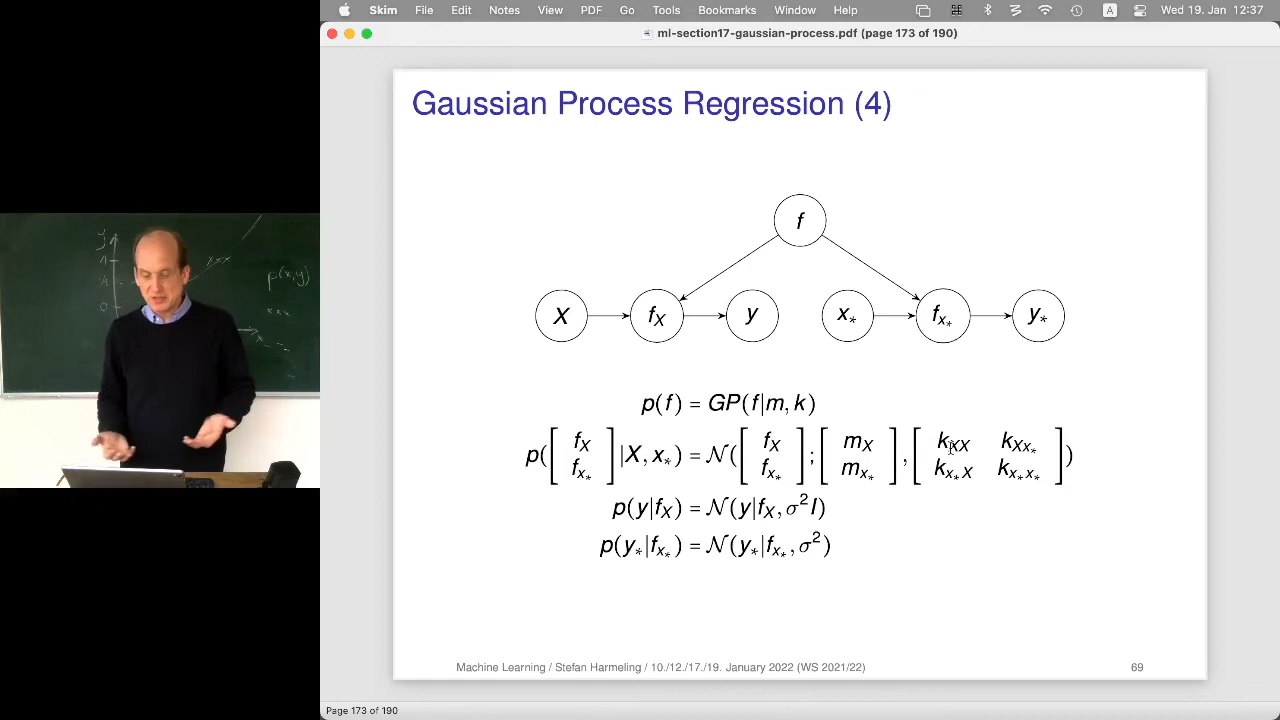 Skim File Edit Notes View PDF Go Tools Bookmarks Window Help A Wed 19. Jan 12:37
ml-section17-gaussian-process.pdf (page 173 of 190)
Gaussian Process Regression (4)
f
X f_X y x_* f_{x_*} y_*
p(f) = GP(f|m, k)
p([ f_X f_{x_*} ] |X, x_*) = 𝒩([ f_X f_{x_*} ] ; [ m_X m_{x_*} ] , [ k_{XX} k_{Xx_*} k_{x_*X} k_{x_*x_*} ])
p(y|f_X) = 𝒩(y|f_X, σ²I)
p(y_*|f_{x_*}) = 𝒩(y_*|f_{x_*}, σ²)
Machine Learning / Stefan Harmeling / 10./12./17./19. January 2022 (WS 2021/22) 69
Page 173 of 190
y
1
0
xxx
p(x,y)
x